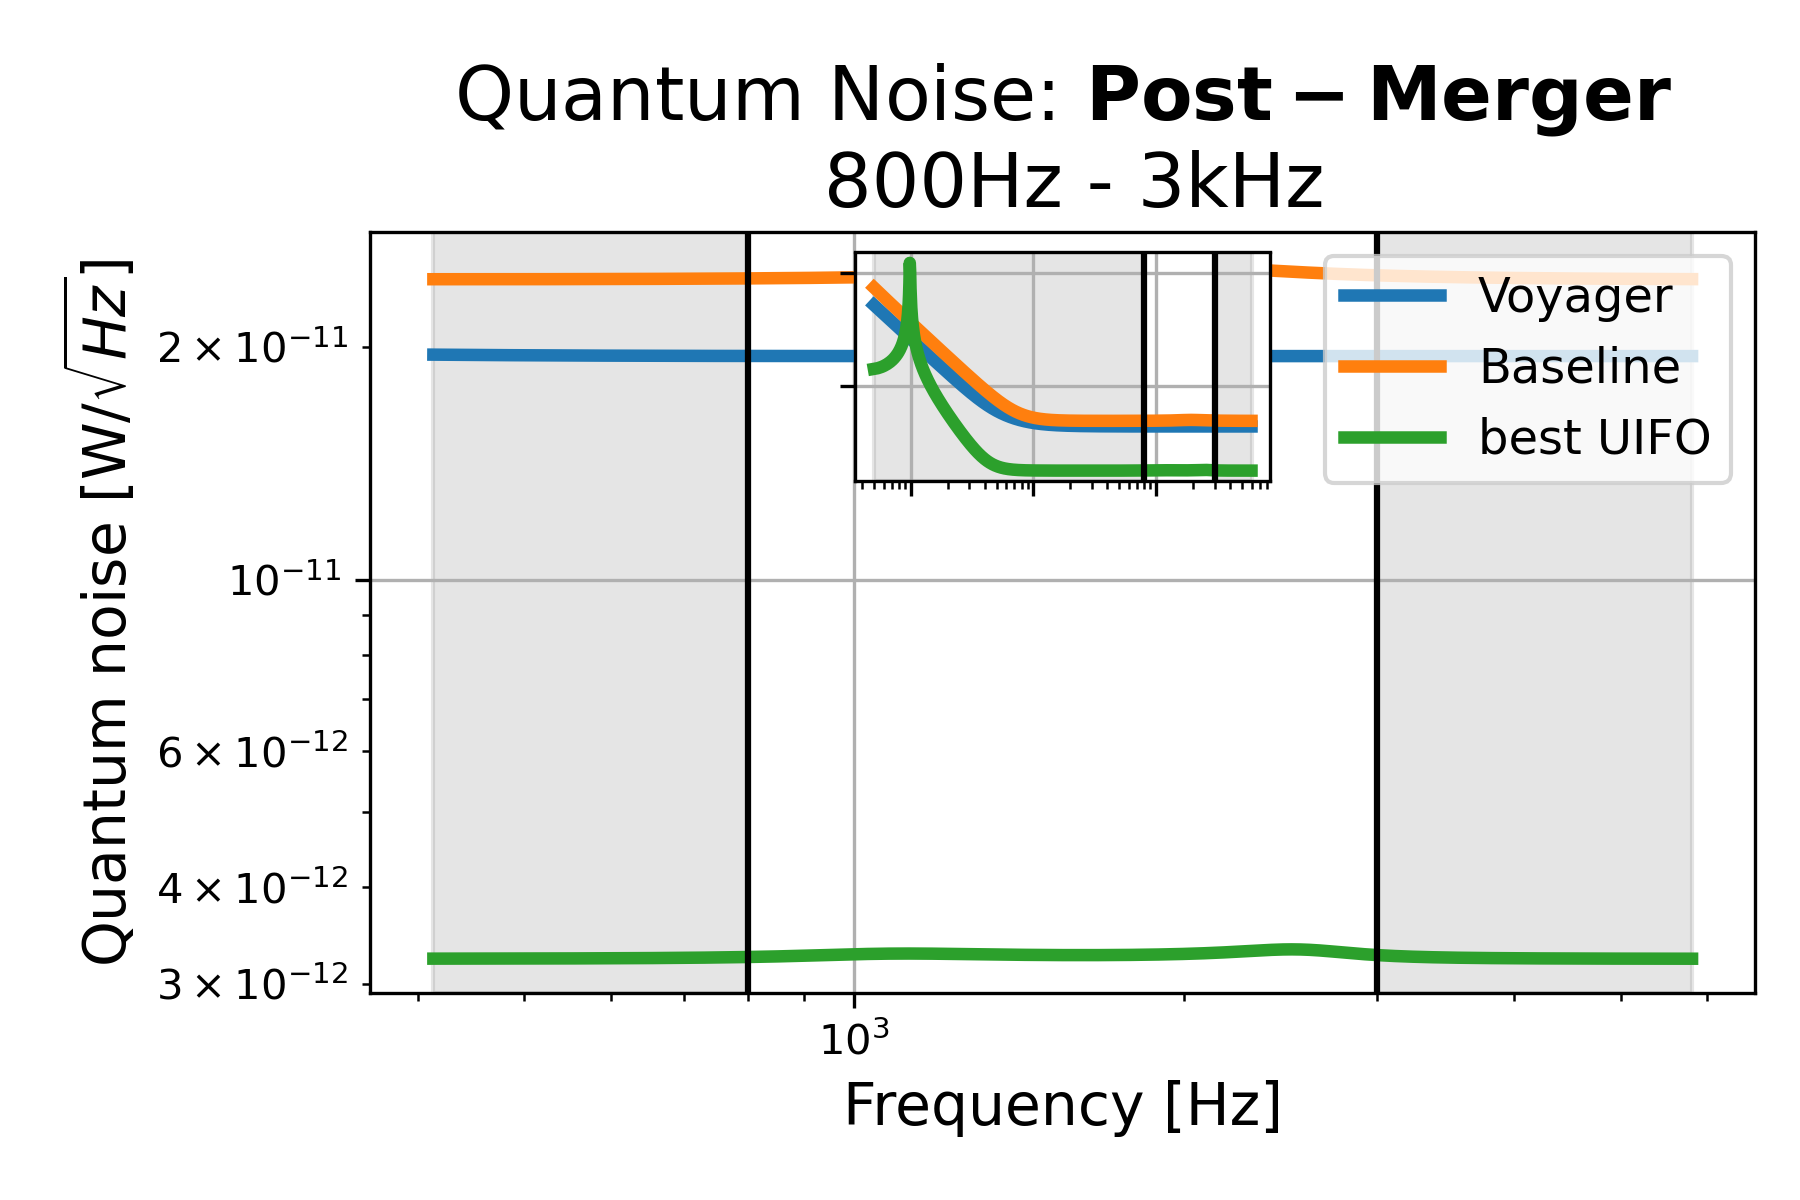 Quantum Noise: Post − Merger
800Hz - 3kHz
Quantum noise [W/√Hz]
2 × 10⁻¹¹
10⁻¹¹
6 × 10⁻¹²
4 × 10⁻¹²
3 × 10⁻¹²
Voyager
Baseline
best UIFO
10³
Frequency [Hz]